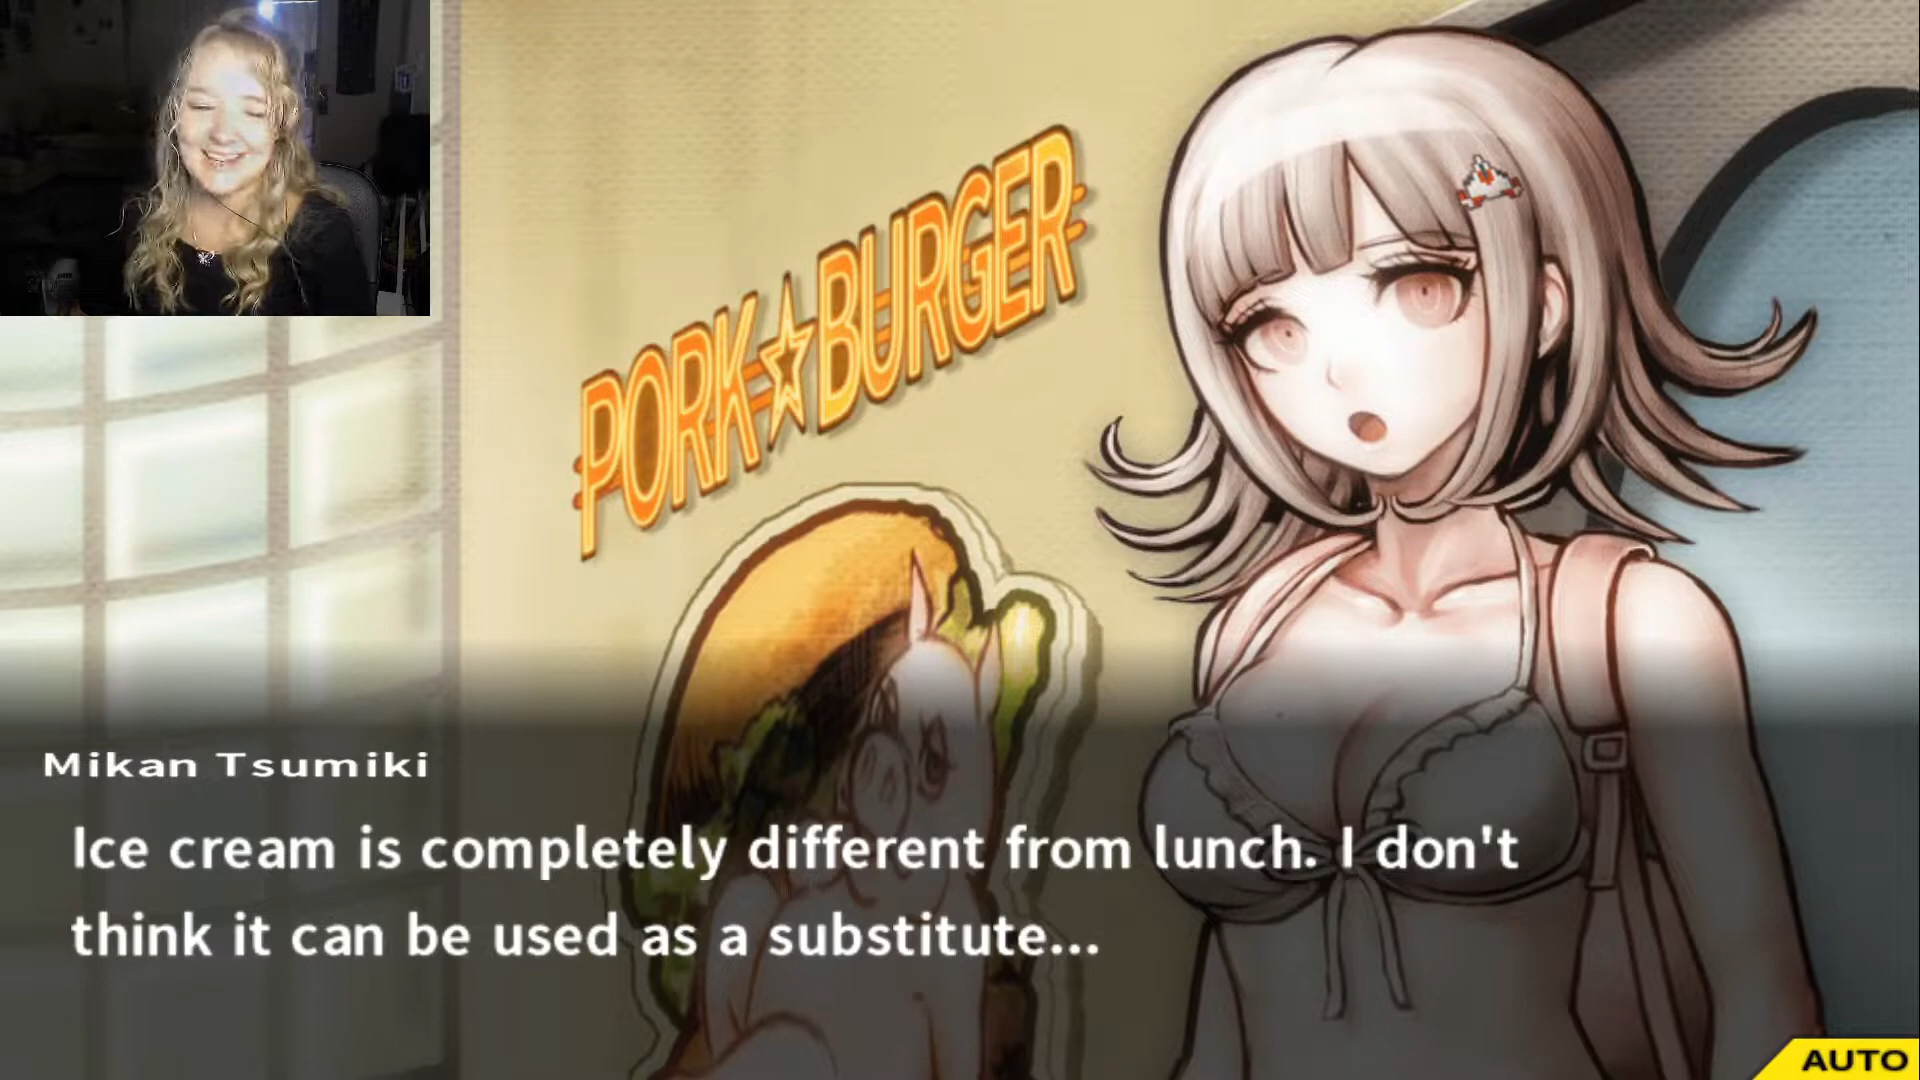 PORK☆BURGER
Mikan Tsumiki
Ice cream is completely different from lunch. I don't
think it can be used as a substitute...
AUTO